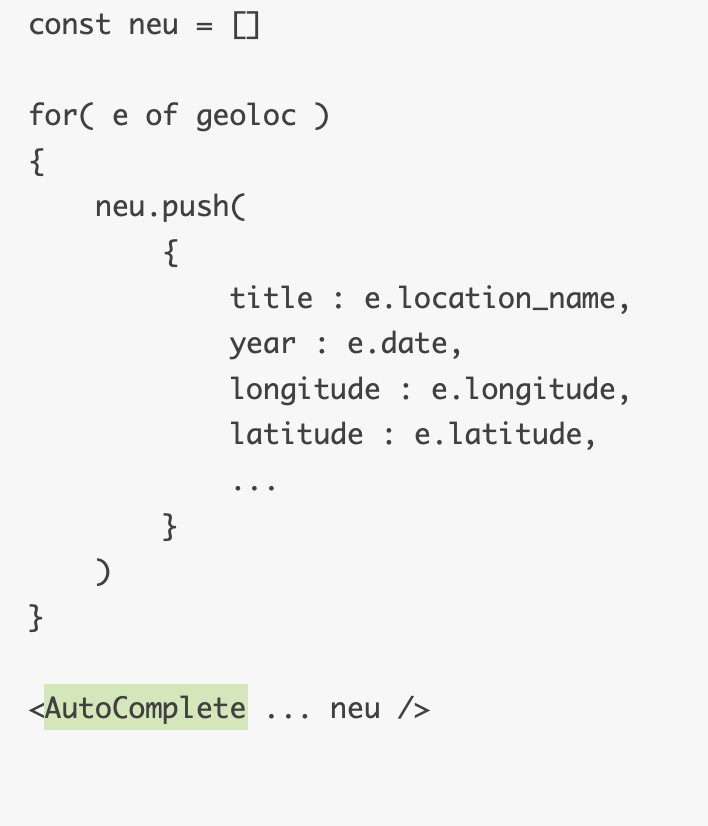 const neu = []
for( e of geoloc )
{
neu.push(
{
title : e.location_name,
year : e.date,
longitude : e.longitude,
latitude : e.latitude,
...
}
)
}
<AutoComplete ... neu />